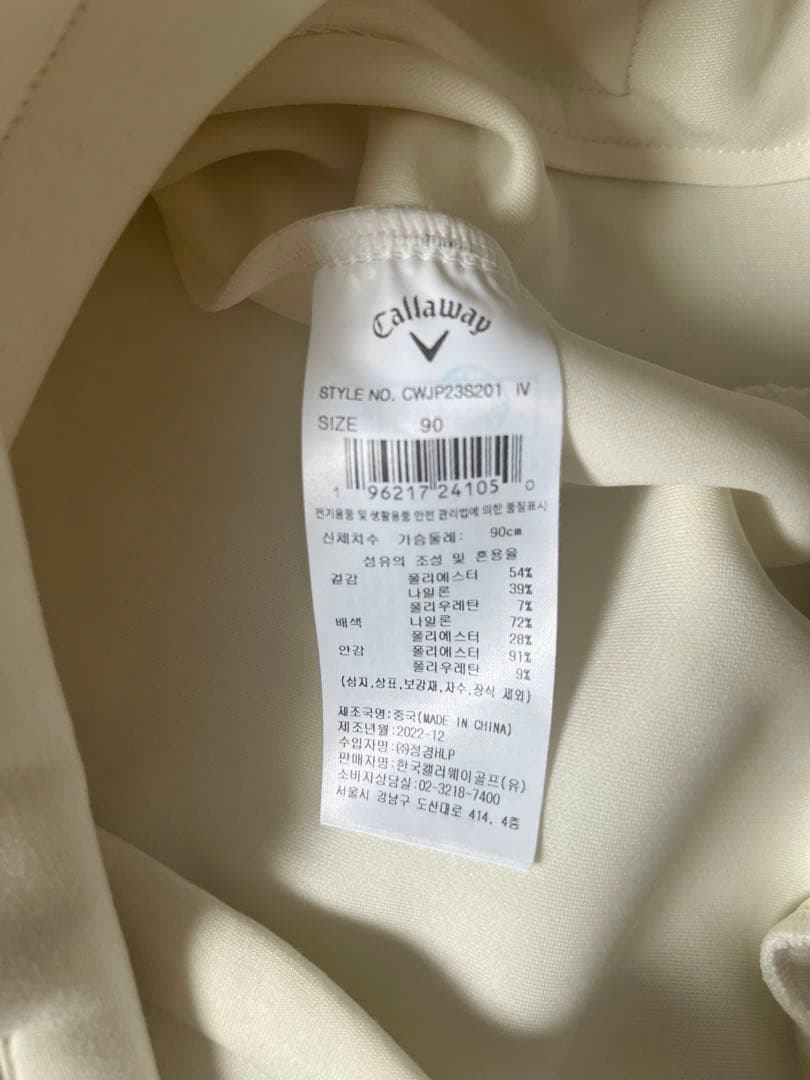 Callaway
STYLE NO. CWJP23S201 IV
SIZE 90
1 96217 24105 0
전기용품 및 생활용품 안전 관리법에 의한 품질표시
신체치수 가슴둘레: 90cm
섬유의 조성 및 혼용율
겉감 폴리에스터 54%
나일론 39%
폴리우레탄 7%
배색 나일론 72%
폴리에스터 28%
안감 폴리에스터 91%
폴리우레탄 9%
(심지,상표,보강재,자수,장식 제외)
제조국명:중국(MADE IN CHINA)
제조년월:2022-12
수입자명:㈜정경HLP
판매자명:한국캘러웨이골프(유)
소비자상담실:02-3218-7400
서울시 강남구 도산대로 414, 4층